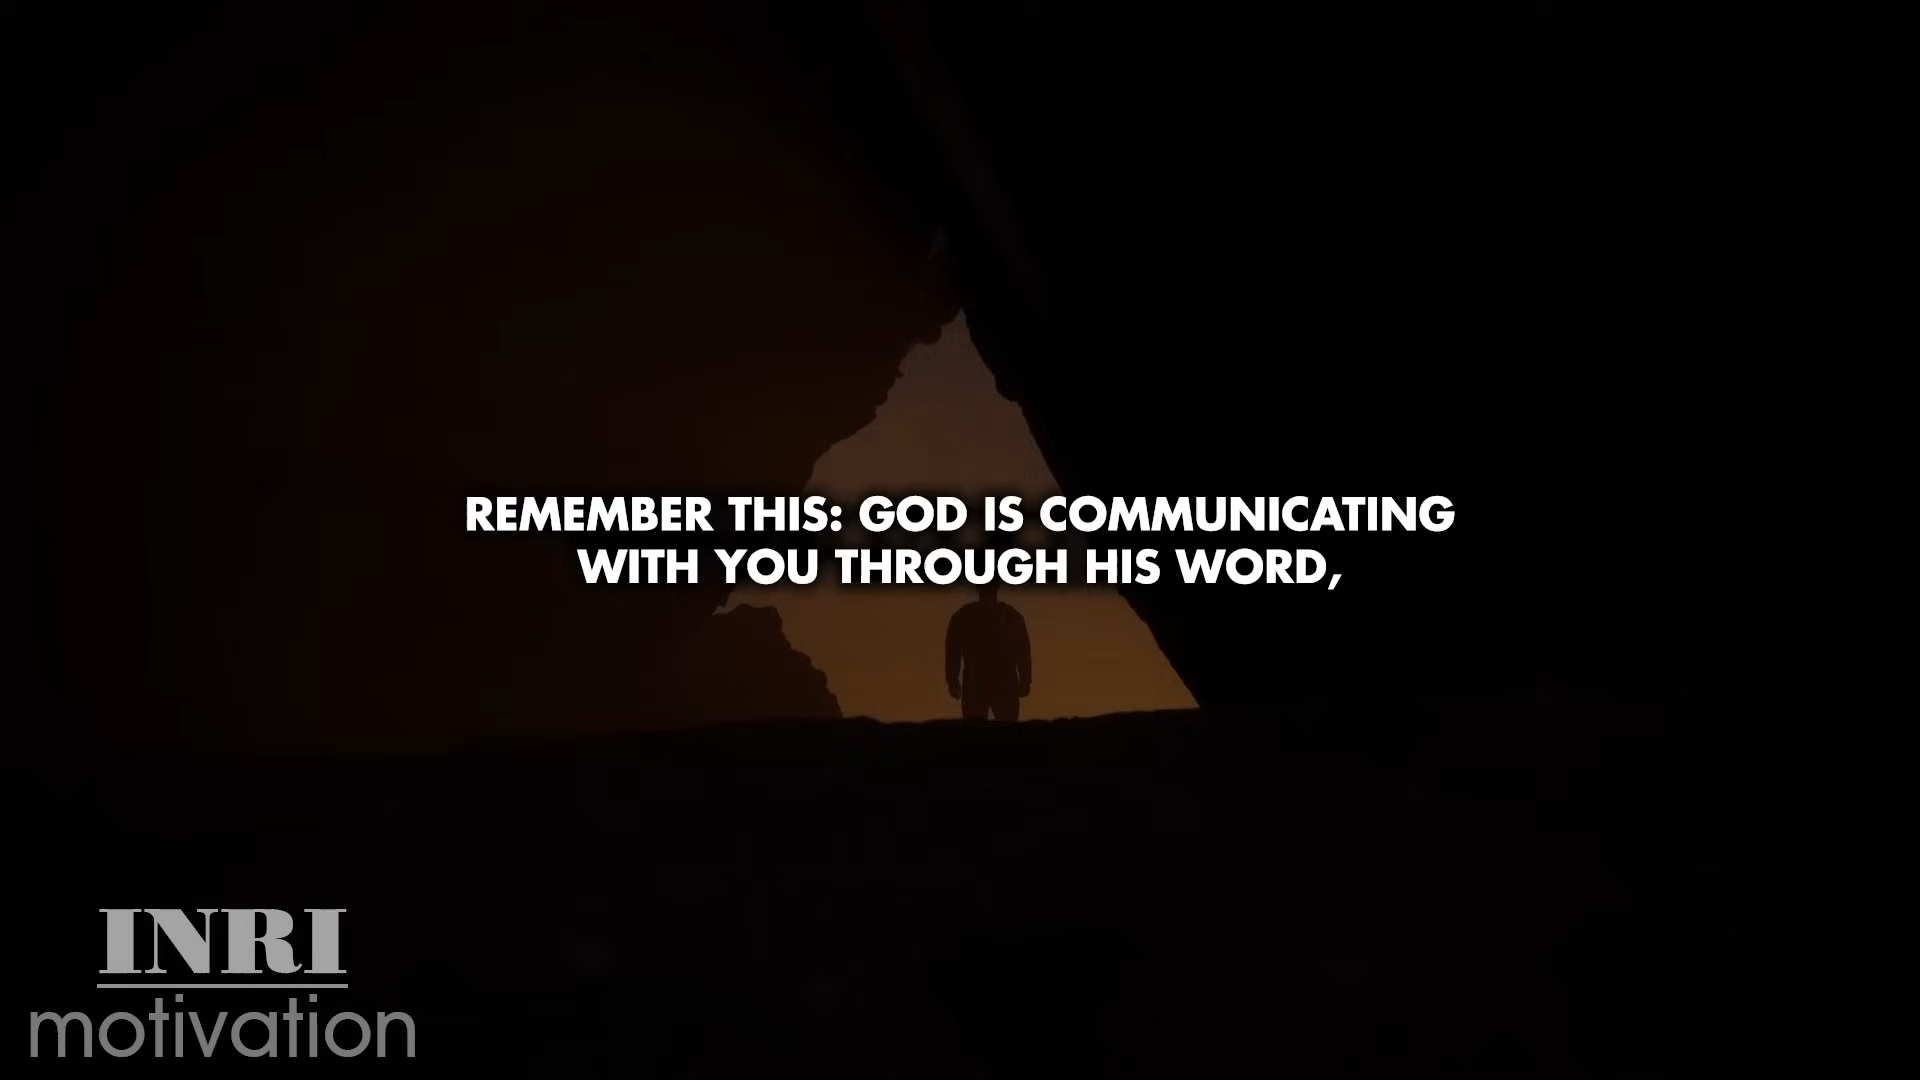 REMEMBER THIS: GOD IS COMMUNICATING
WITH YOU THROUGH HIS WORD,
INRI
motivation